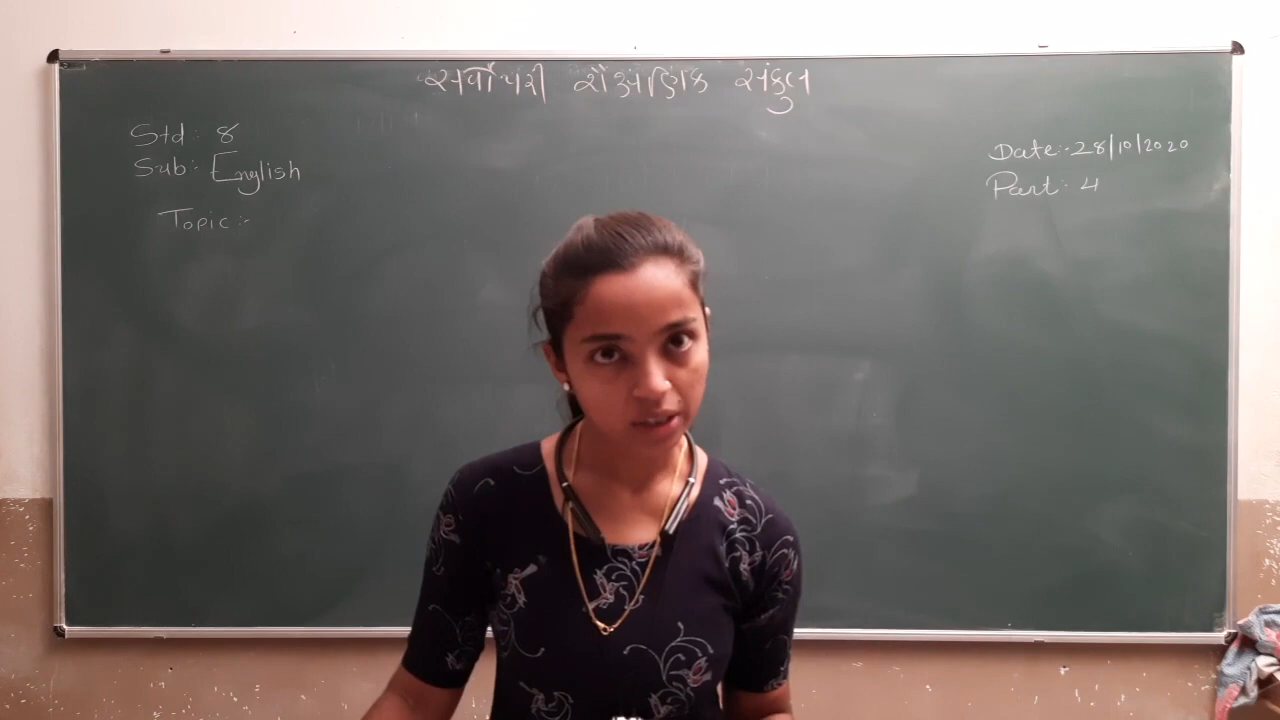 સર્વોપરી શૈક્ષણિક સંકુલ
Std:- 8
Sub:- English
Topic:-
Date:-28/10/2020
Part:- 4